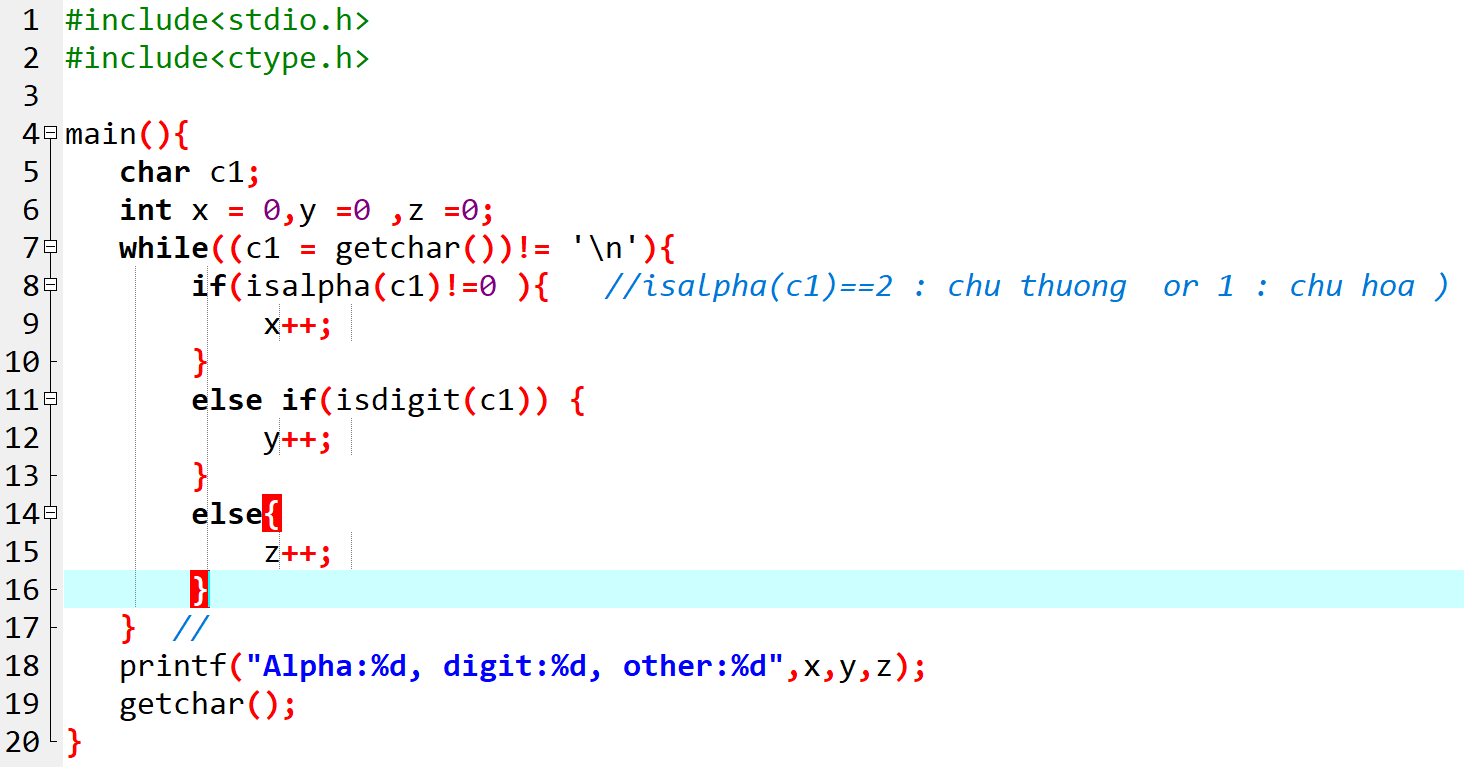 1 #include<stdio.h>
2 #include<ctype.h>
3
4 main(){
5    char c1;
6    int x = 0,y =0 ,z =0;
7    while((c1 = getchar())!= '\n'){
8        if(isalpha(c1)!=0 ){   //isalpha(c1)==2 : chu thuong  or 1 : chu hoa )
9            x++;
10        }
11        else if(isdigit(c1)) {
12            y++;
13        }
14        else{
15            z++;
16        }
17    }  //
18    printf("Alpha:%d, digit:%d, other:%d",x,y,z);
19    getchar();
20 }